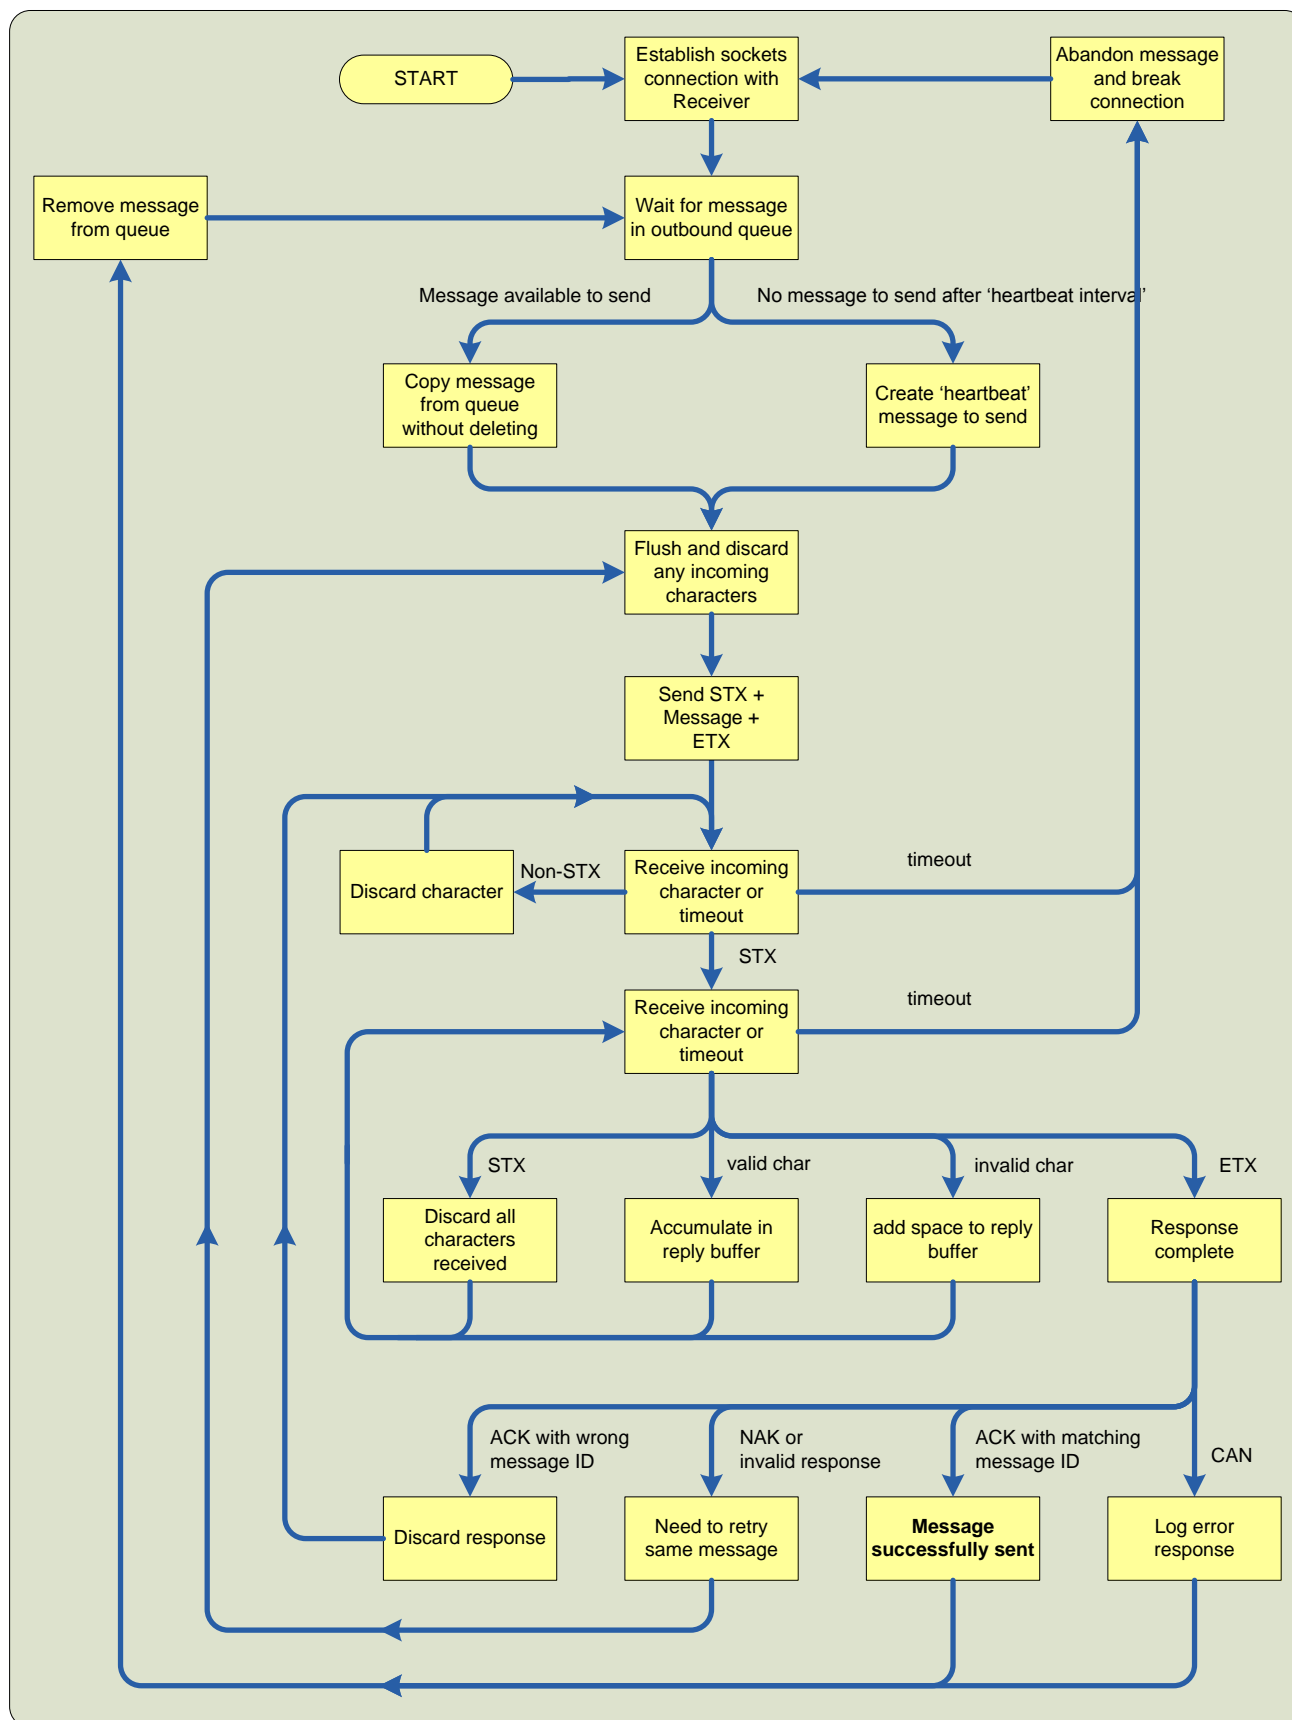 START
Establish sockets
connection with
Receiver
Abandon message
and break
connection
Remove message
from queue
Wait for message
in outbound queue
Message available to send
No message to send after ‘heartbeat interval’
Copy message
from queue
without deleting
Create ‘heartbeat’
message to send
Flush and discard
any incoming
characters
Send STX +
Message +
ETX
Discard character
Non-STX
Receive incoming
character or
timeout
timeout
STX
Receive incoming
character or
timeout
timeout
STX
valid char
invalid char
ETX
Discard all
characters
received
Accumulate in
reply buffer
add space to reply
buffer
Response
complete
ACK with wrong
message ID
NAK or
invalid response
ACK with matching
message ID
CAN
Discard response
Need to retry
same message
Message
successfully sent
Log error
response